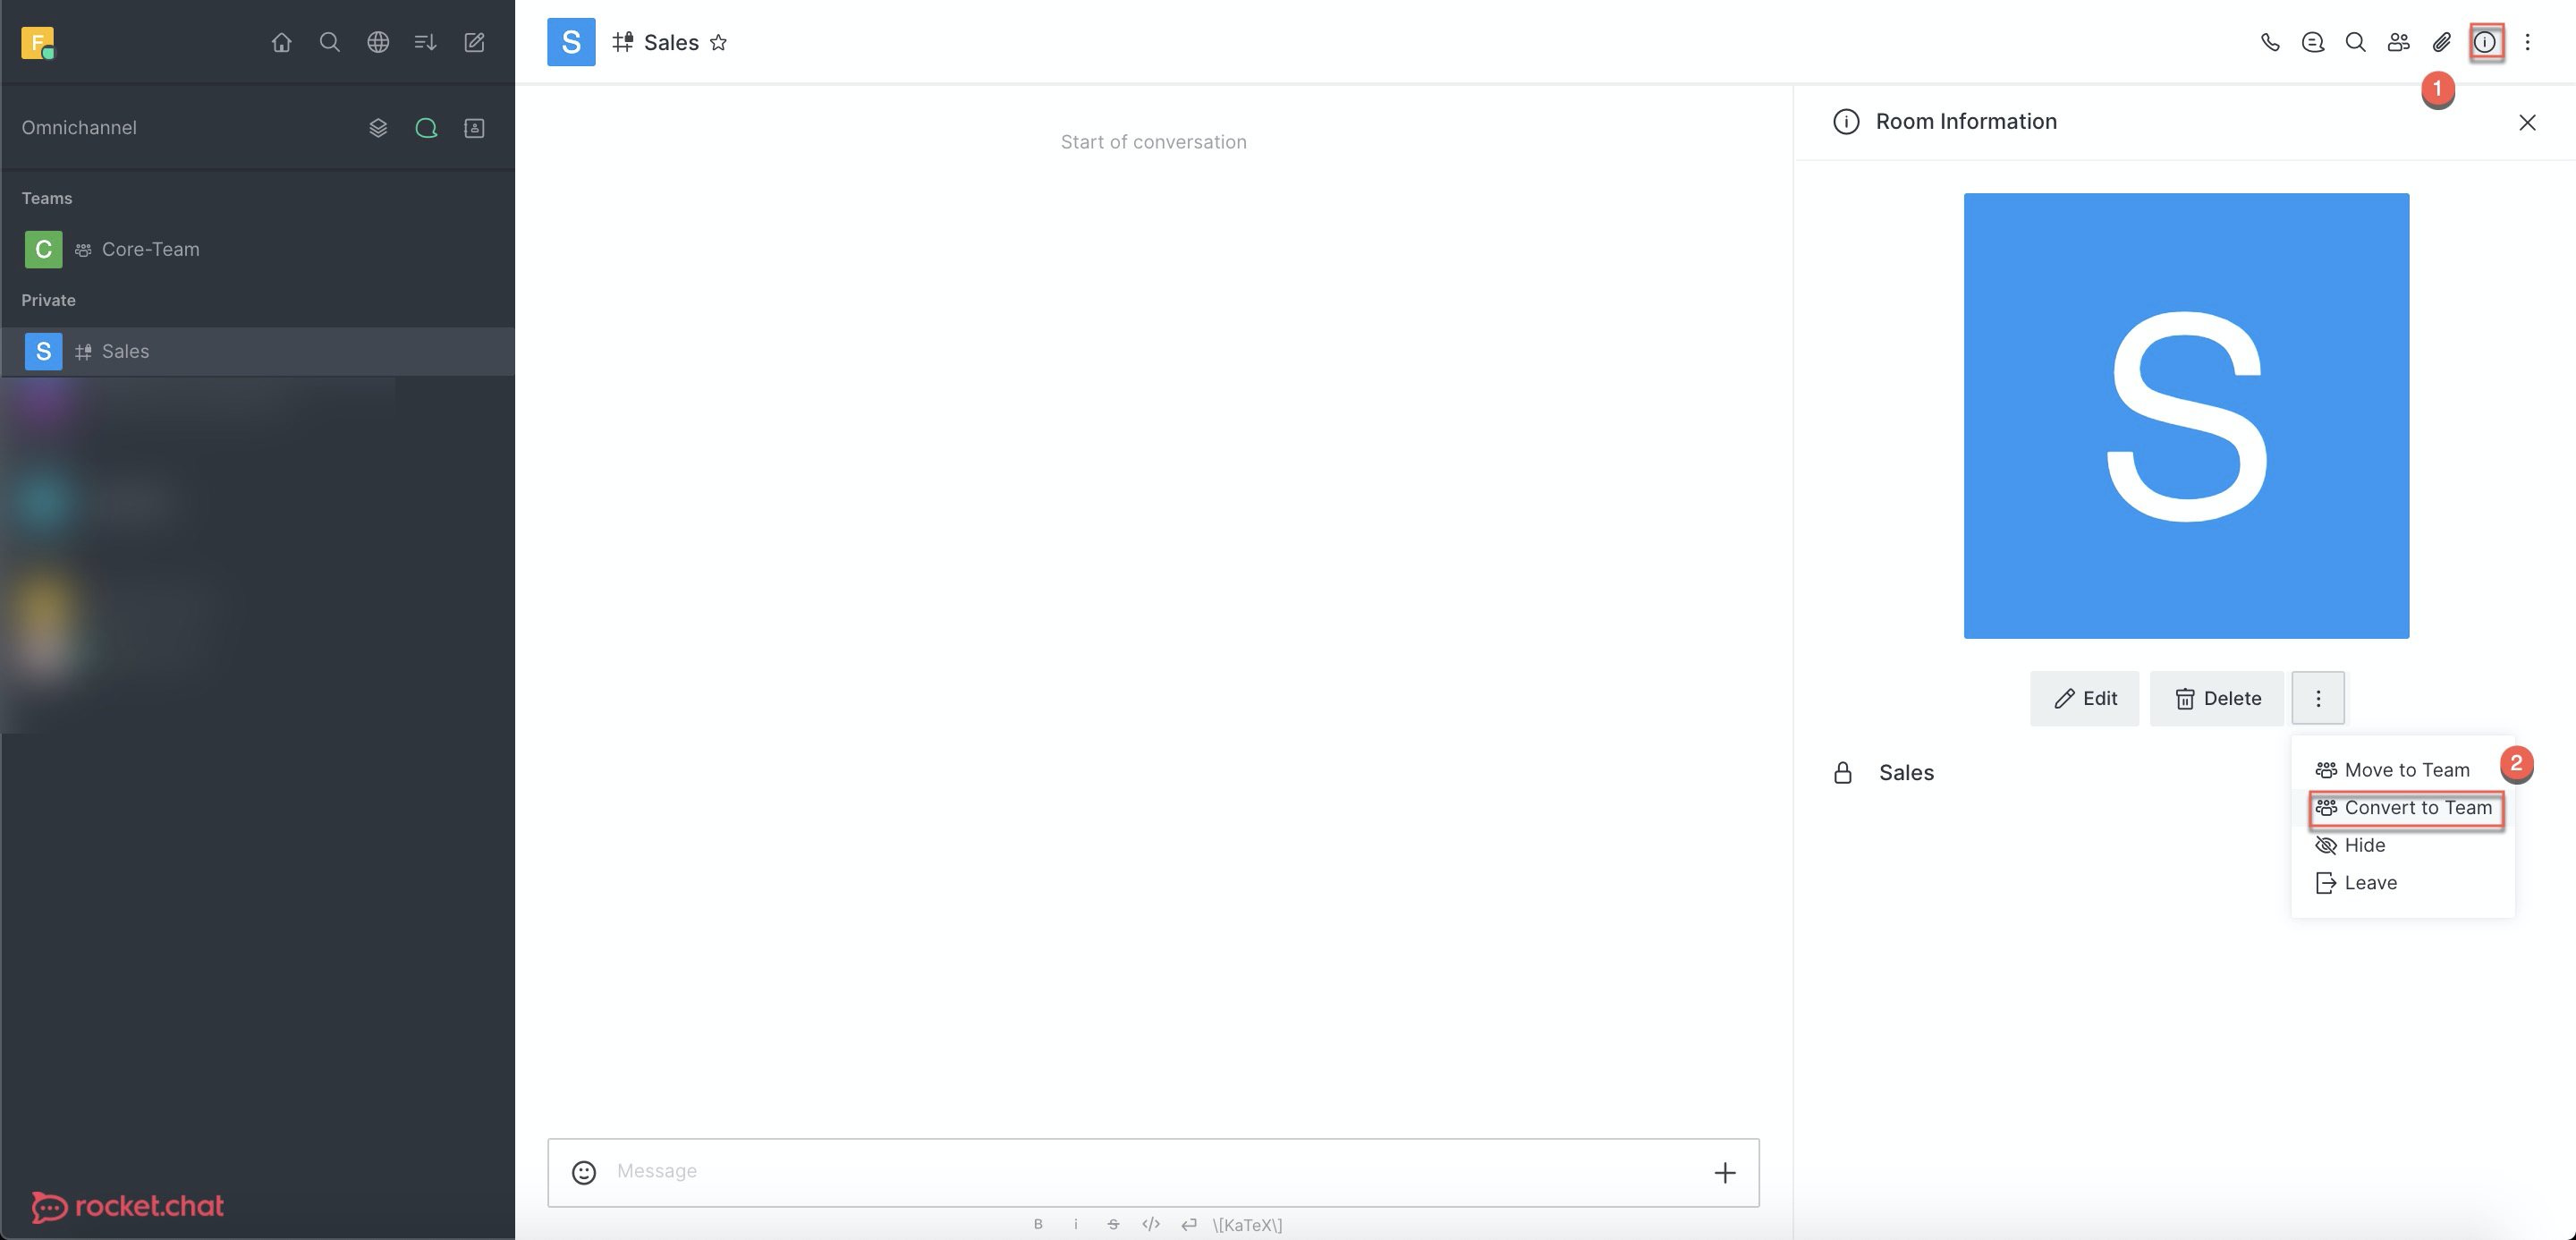 F
Omnichannel
Teams
C Core-Team
Private
S Sales
rocket.chat
S Sales
Start of conversation
Message
B i S </> \[KaTeX\]
1
Room Information
S
Edit Delete
Sales
Move to Team 2
Convert to Team
Hide
Leave